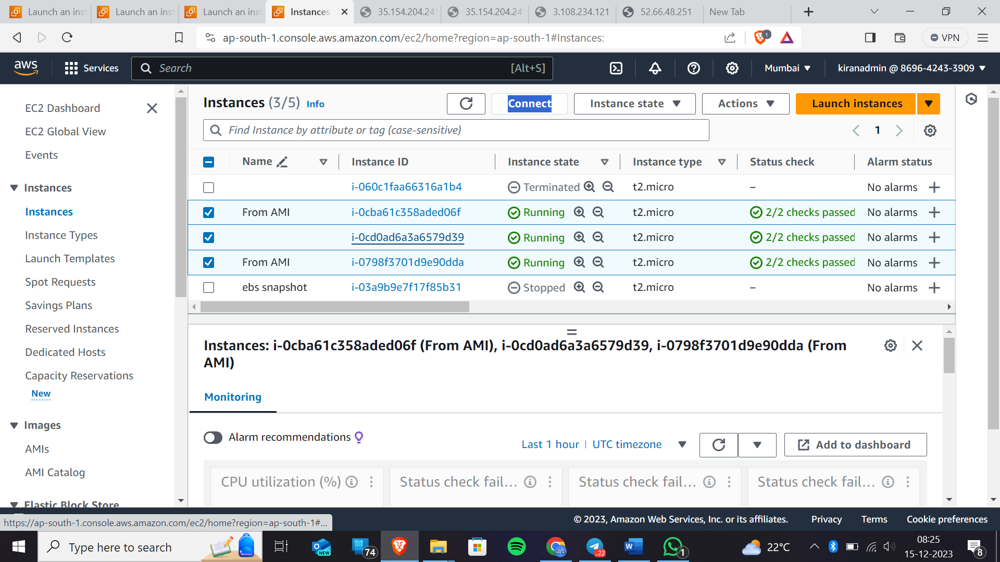 Launch an inst
Launch an inst
Launch an inst
Instances
35.154.204.24
35.154.204.24
3.108.234.121
52.66.48.251
New Tab
ap-south-1.console.aws.amazon.com/ec2/home?region=ap-south-1#Instances:
1
VPN
aws
Services
Search
[Alt+S]
Mumbai
kiranadmin @ 8696-4243-3909
EC2 Dashboard
EC2 Global View
Events
Instances
Instances
Instance Types
Launch Templates
Spot Requests
Savings Plans
Reserved Instances
Dedicated Hosts
Capacity Reservations
New
Images
AMIs
AMI Catalog
Elastic Block Store
Instances (3/5) Info
Connect
Instance state
Actions
Launch instances
Find Instance by attribute or tag (case-sensitive)
1
Name Instance ID Instance state Instance type Status check Alarm status
i-060c1faa66316a1b4 Terminated t2.micro – No alarms
From AMI i-0cba61c358aded06f Running t2.micro 2/2 checks passed No alarms
i-0cd0ad6a3a6579d39 Running t2.micro 2/2 checks passed No alarms
From AMI i-0798f3701d9e90dda Running t2.micro 2/2 checks passed No alarms
ebs snapshot i-03a9b9e7f17f85b31 Stopped t2.micro – No alarms
Instances: i-0cba61c358aded06f (From AMI), i-0cd0ad6a3a6579d39, i-0798f3701d9e90dda (From
AMI)
Monitoring
Alarm recommendations
Last 1 hour
UTC timezone
Add to dashboard
CPU utilization (%)
Status check fail...
Status check fail...
Status check fail...
https://ap-south-1.console.aws.amazon.com/ec2/home?region=ap-south-1#...
© 2023, Amazon Web Services, Inc. or its affiliates.
Privacy
Terms
Cookie preferences
Type here to search
NEW
74
..22
W
1
22°C
08:25
15-12-2023
8